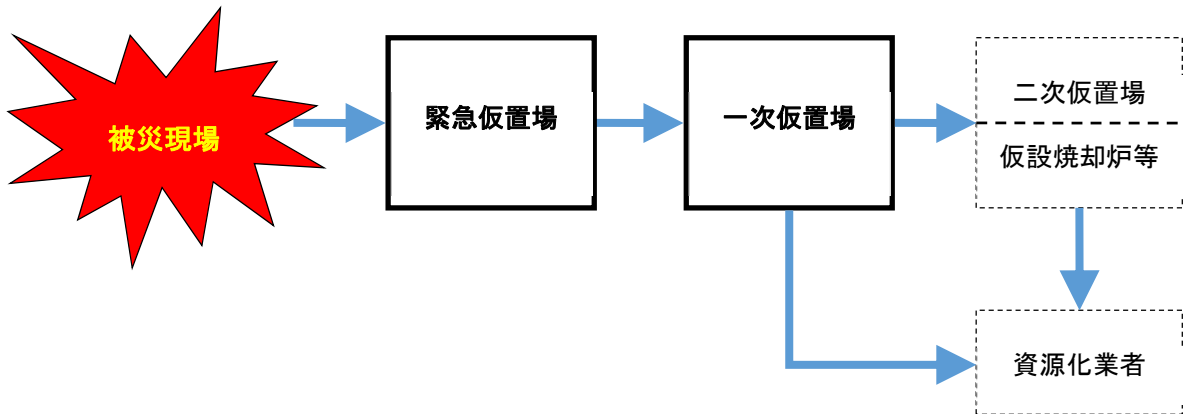 被災現場
緊急仮置場
一次仮置場
二次仮置場
仮設焼却炉等
資源化業者